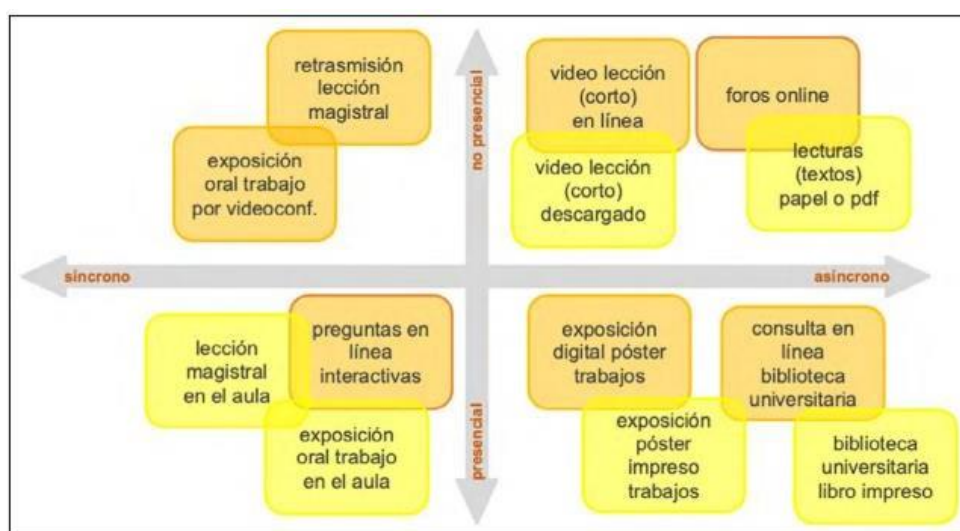 retrasmisión
lección
magistral
exposición
oral trabajo
por videoconf.
no presencial
video lección
(corto)
en línea
video lección
(corto)
descargado
foros online
lecturas
(textos)
papel o pdf
síncrono
asíncrono
lección
magistral
en el aula
preguntas en
línea
interactivas
exposición
oral trabajo
en el aula
presencial
exposición
digital póster
trabajos
exposición
póster
impreso
trabajos
consulta en
línea
biblioteca
universitaria
biblioteca
universitaria
libro impreso